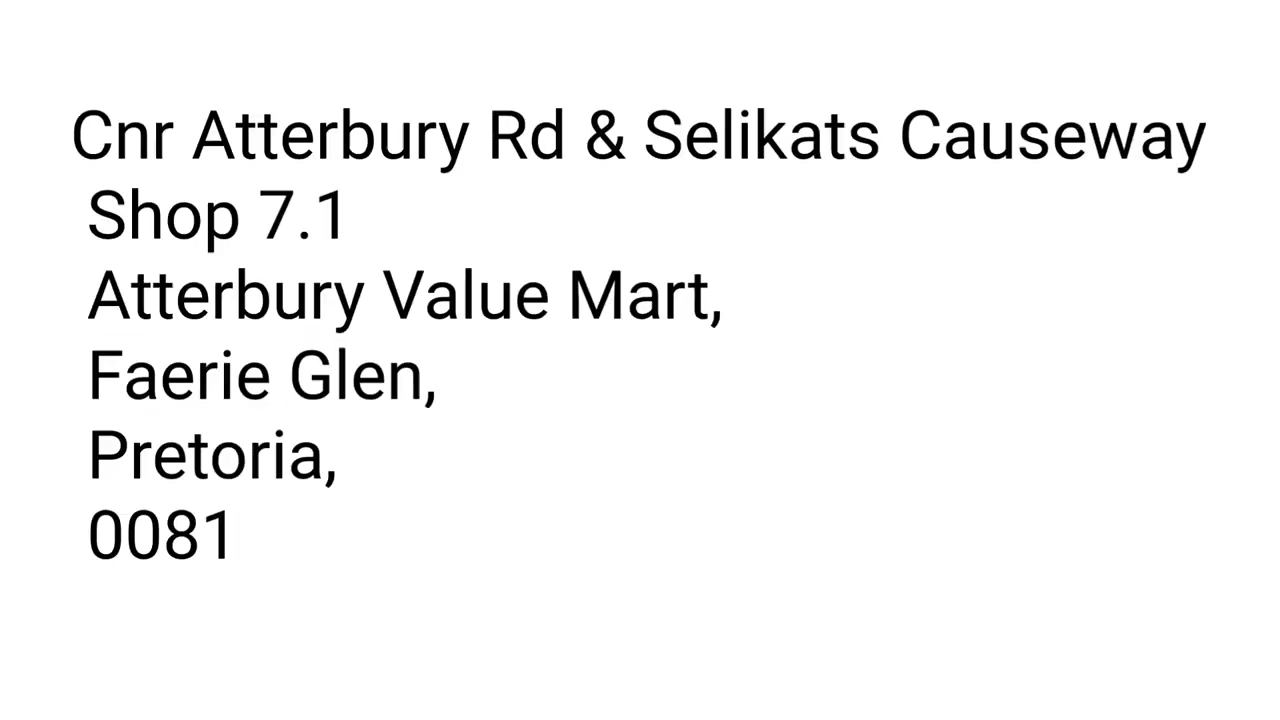 Cnr Atterbury Rd & Selikats Causeway
Shop 7.1
Atterbury Value Mart,
Faerie Glen,
Pretoria,
0081